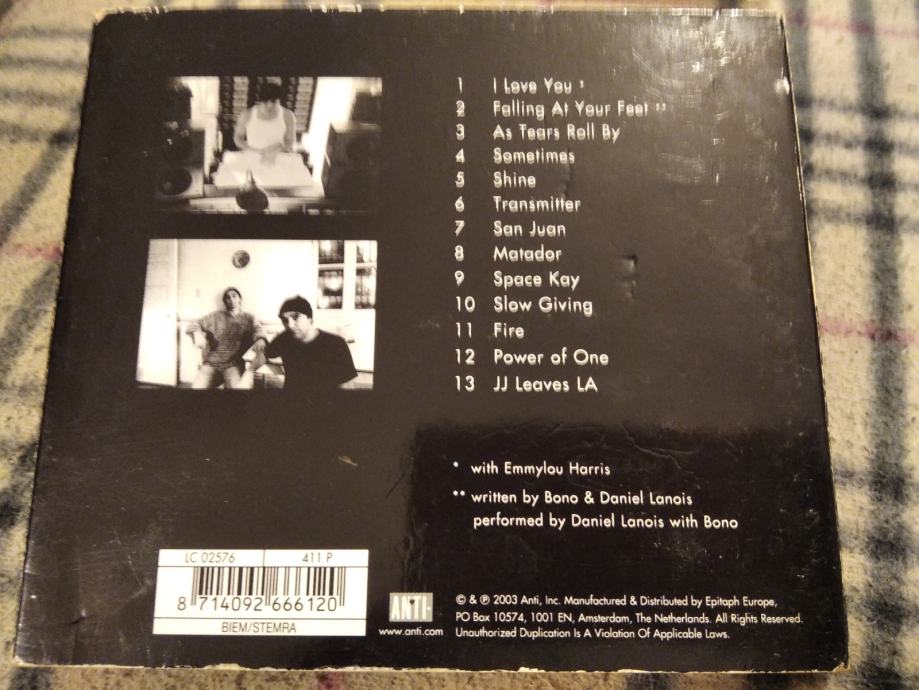 1 I Love You *
2 Falling At Your Feet **
3 As Tears Roll By
4 Sometimes
5 Shine
6 Transmitter
7 San Juan
8 Matador
9 Space Kay
10 Slow Giving
11 Fire
12 Power of One
13 JJ Leaves LA
* with Emmylou Harris
** written by Bono & Daniel Lanois
performed by Daniel Lanois with Bono
LC 02576 411 P
8 714092 666120
BIEM/STEMRA
ANTI-
www.anti.com
© & ℗ 2003 Anti, Inc. Manufactured & Distributed by Epitaph Europe,
PO Box 10574, 1001 EN, Amsterdam, The Netherlands. All Rights Reserved.
Unauthorized Duplication Is A Violation Of Applicable Laws.